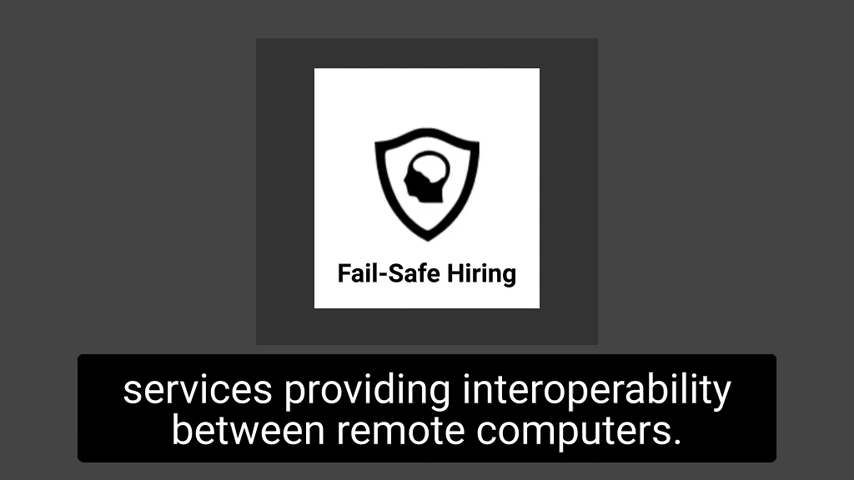 Fail-Safe Hiring
services providing interoperability
between remote computers.